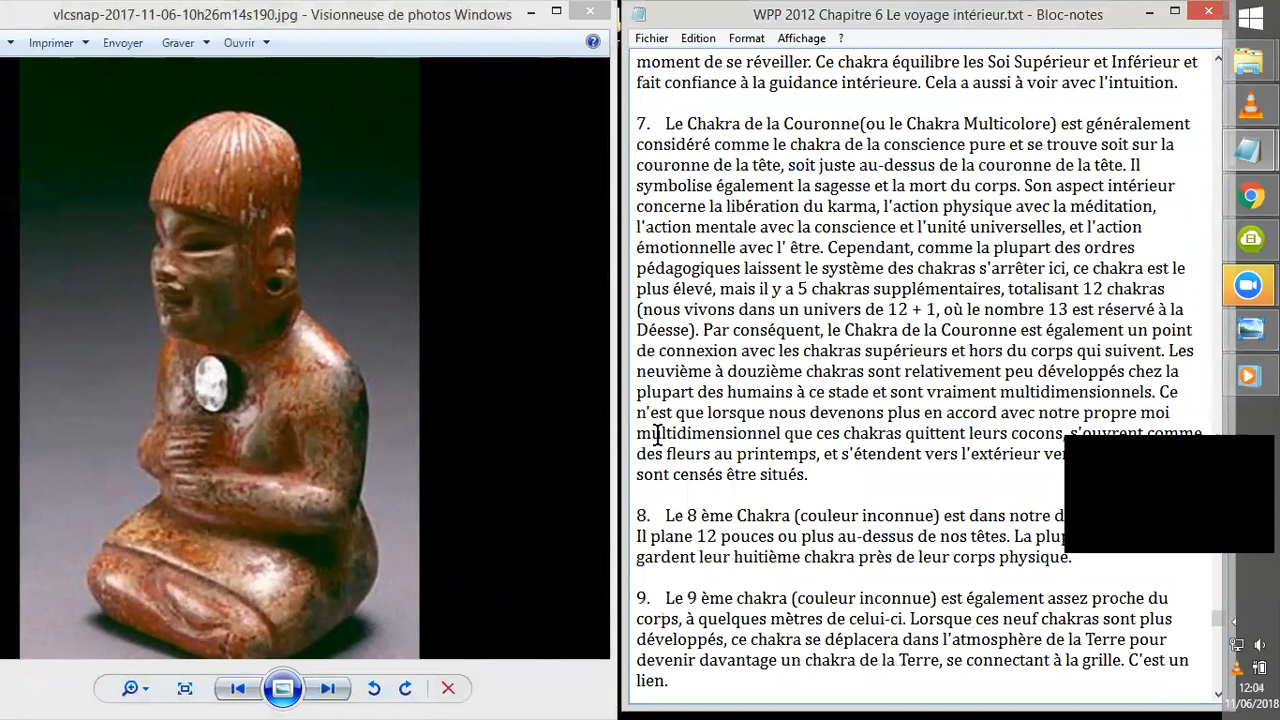 vlcsnap-2017-11-06-10h26m14s190.jpg - Visionneuse de photos Windows
Imprimer Envoyer Graver Ouvrir
WPP 2012 Chapitre 6 Le voyage intérieur.txt - Bloc-notes
Fichier Edition Format Affichage ?
moment de se réveiller. Ce chakra équilibre les Soi Supérieur et Inférieur et
fait confiance à la guidance intérieure. Cela a aussi à voir avec l'intuition.
7. Le Chakra de la Couronne(ou le Chakra Multicolore) est généralement
considéré comme le chakra de la conscience pure et se trouve soit sur la
couronne de la tête, soit juste au-dessus de la couronne de la tête. Il
symbolise également la sagesse et la mort du corps. Son aspect intérieur
concerne la libération du karma, l'action physique avec la méditation,
l'action mentale avec la conscience et l'unité universelles, et l'action
émotionnelle avec l' être. Cependant, comme la plupart des ordres
pédagogiques laissent le système des chakras s'arrêter ici, ce chakra est le
plus élevé, mais il y a 5 chakras supplémentaires, totalisant 12 chakras
(nous vivons dans un univers de 12 + 1, où le nombre 13 est réservé à la
Déesse). Par conséquent, le Chakra de la Couronne est également un point
de connexion avec les chakras supérieurs et hors du corps qui suivent. Les
neuvième à douzième chakras sont relativement peu développés chez la
plupart des humains à ce stade et sont vraiment multidimensionnels. Ce
n'est que lorsque nous devenons plus en accord avec notre propre moi
multidimensionnel que ces chakras quittent leurs cocons, s'ouvrent comme
des fleurs au printemps, et s'étendent vers l'extérieur
sont censés être situés.
8. Le 8 ème Chakra (couleur inconnue) est dans notre
Il plane 12 pouces ou plus au-dessus de nos têtes. La
gardent leur huitième chakra près de leur corps physique.
9. Le 9 ème chakra (couleur inconnue) est également assez proche du
corps, à quelques mètres de celui-ci. Lorsque ces neuf chakras sont plus
développés, ce chakra se déplacera dans l'atmosphère de la Terre pour
devenir davantage un chakra de la Terre, se connectant à la grille. C'est un
lien.
12:04
11/06/2018